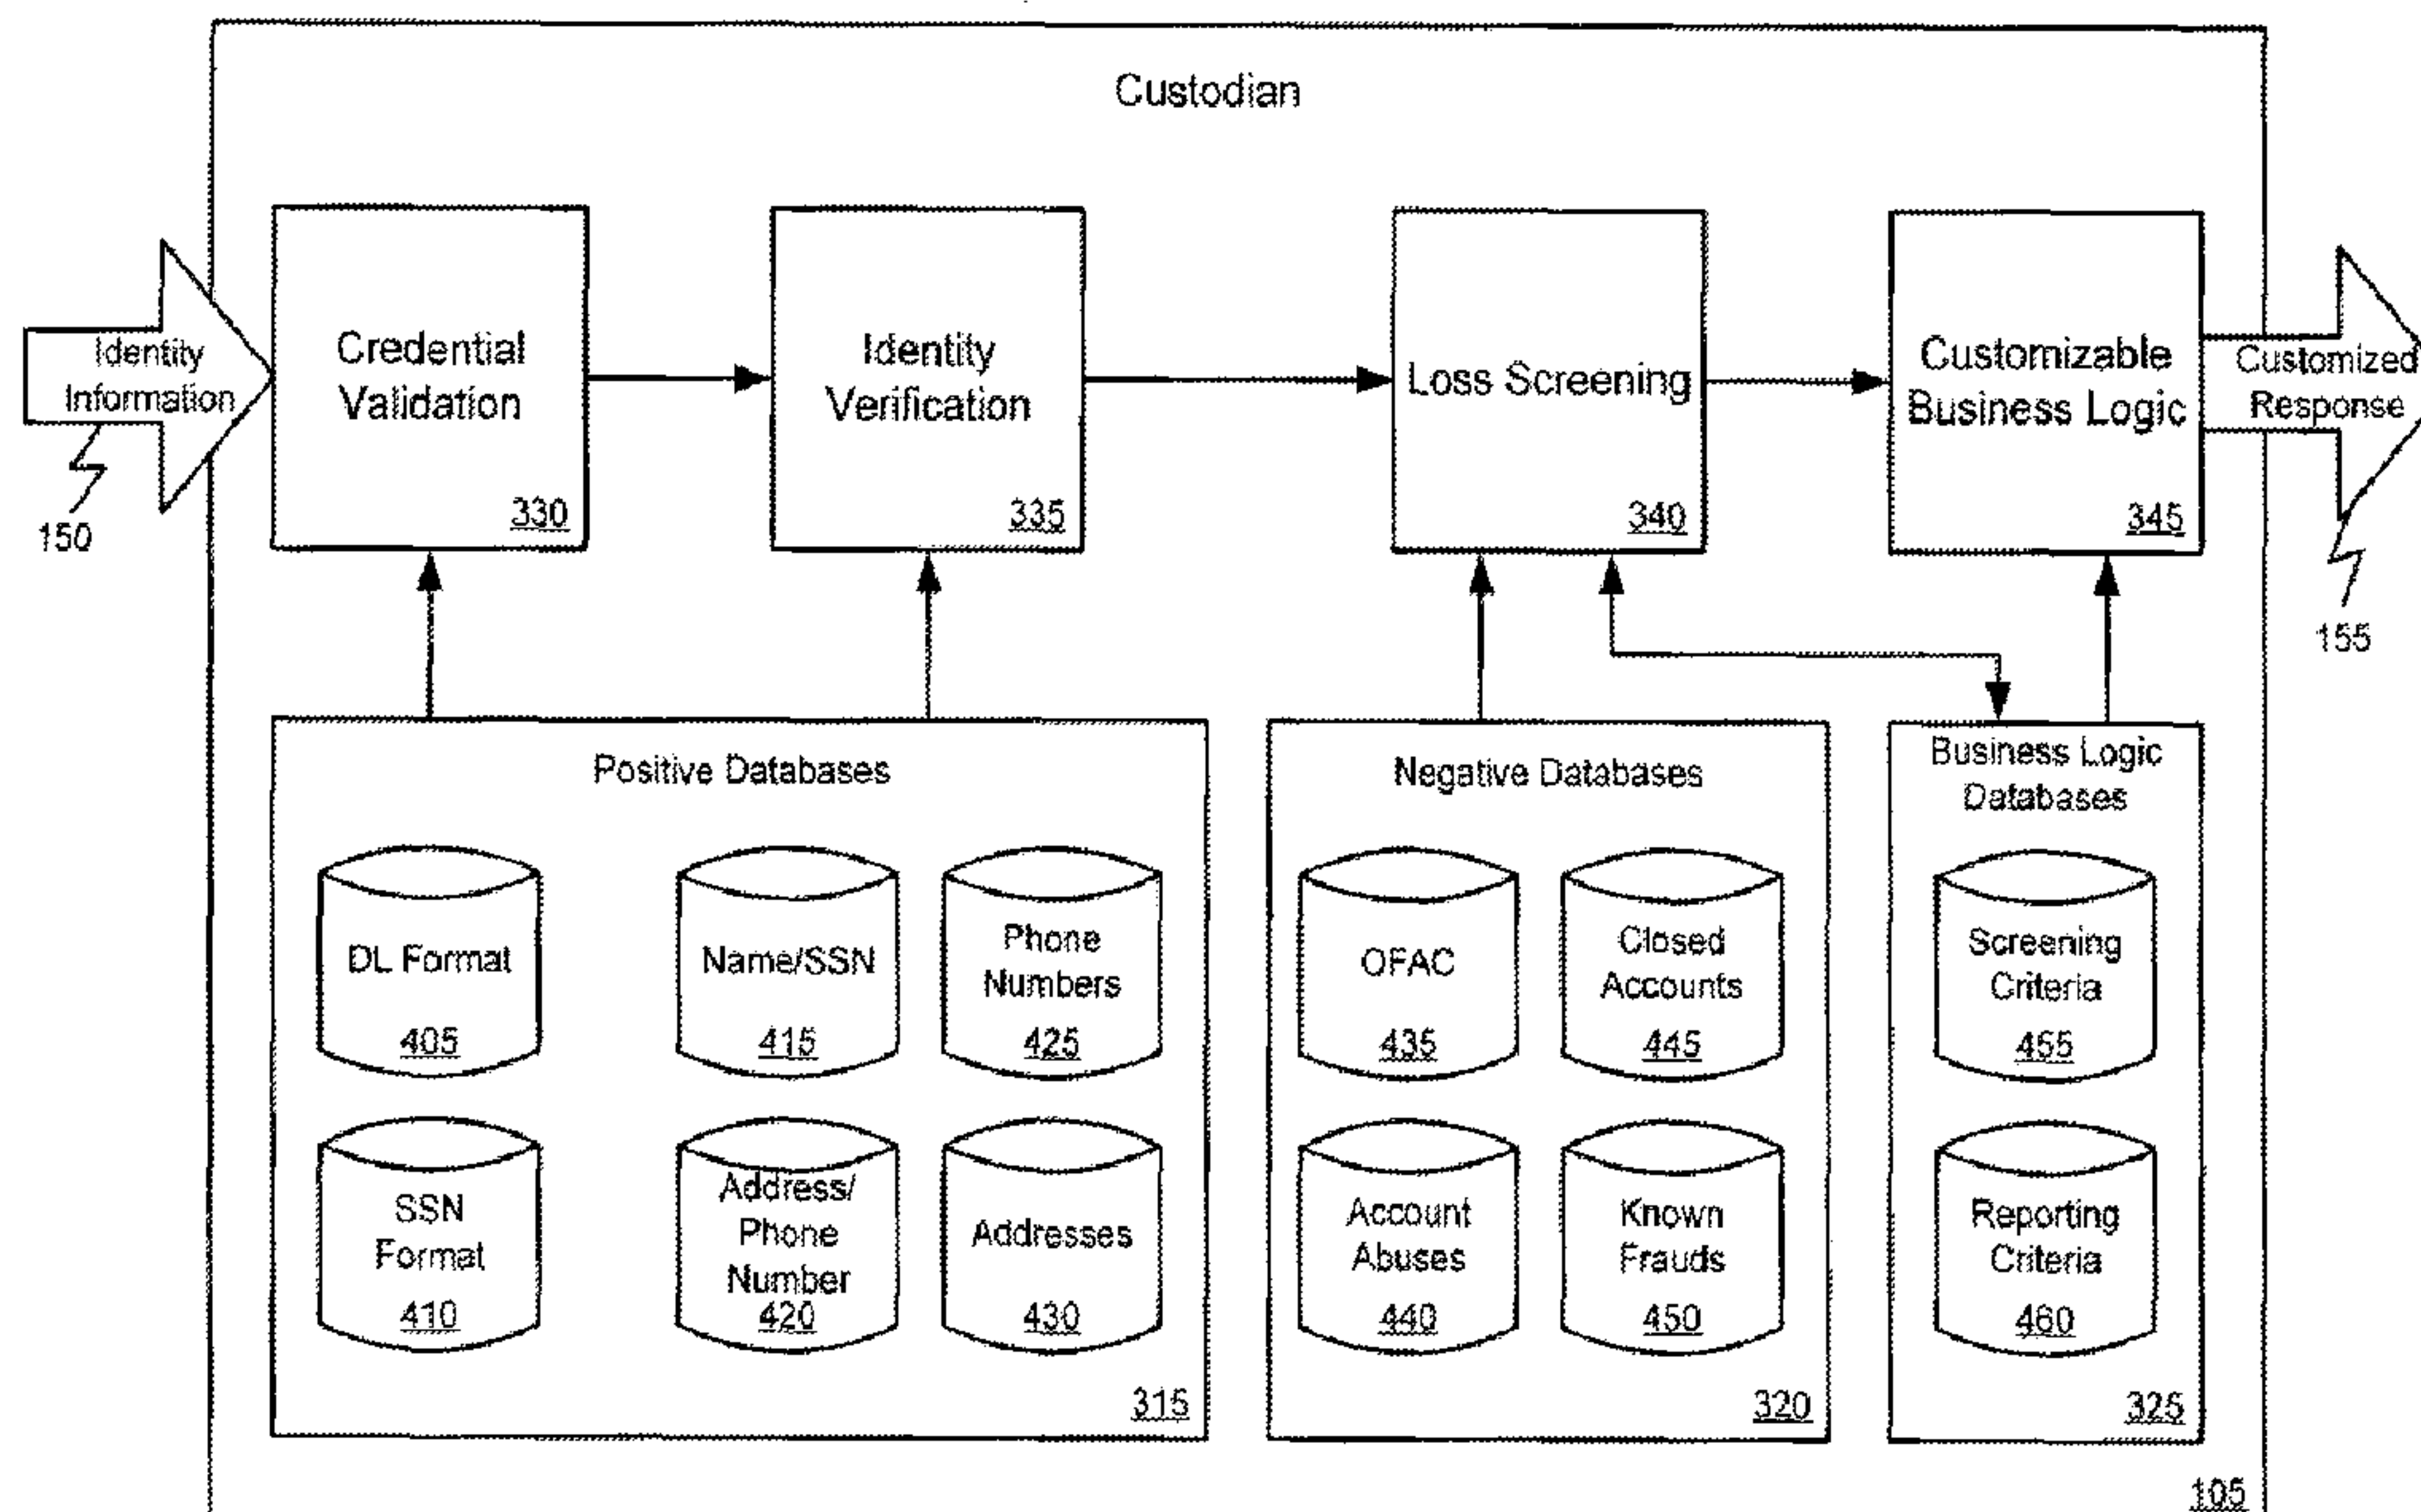 Custodian
Identity
Information
150
Credential
Validation
330
Identity
Verification
335
Loss Screening
340
Customizable
Business Logic
345
Customized
Response
155
Positive Databases
DL Format
405
Name/SSN
415
Phone
Numbers
425
SSN
Format
410
Address/
Phone
Number
420
Addresses
430
315
Negative Databases
OFAC
435
Closed
Accounts
445
Account
Abuses
440
Known
Frauds
450
320
Business Logic
Databases
Screening
Criteria
455
Reporting
Criteria
460
325
105